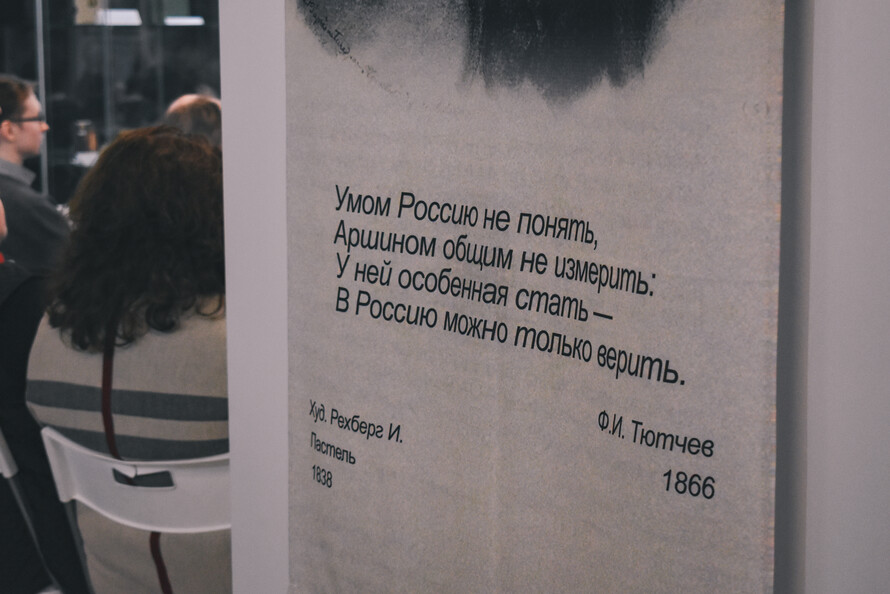 Умом Россию не понять,
Аршином общим не измерить:
У ней особенная стать —
В Россию можно только верить.
Ф.И. Тютчев
1866
Худ. Рехберг И.
Пастель
1838